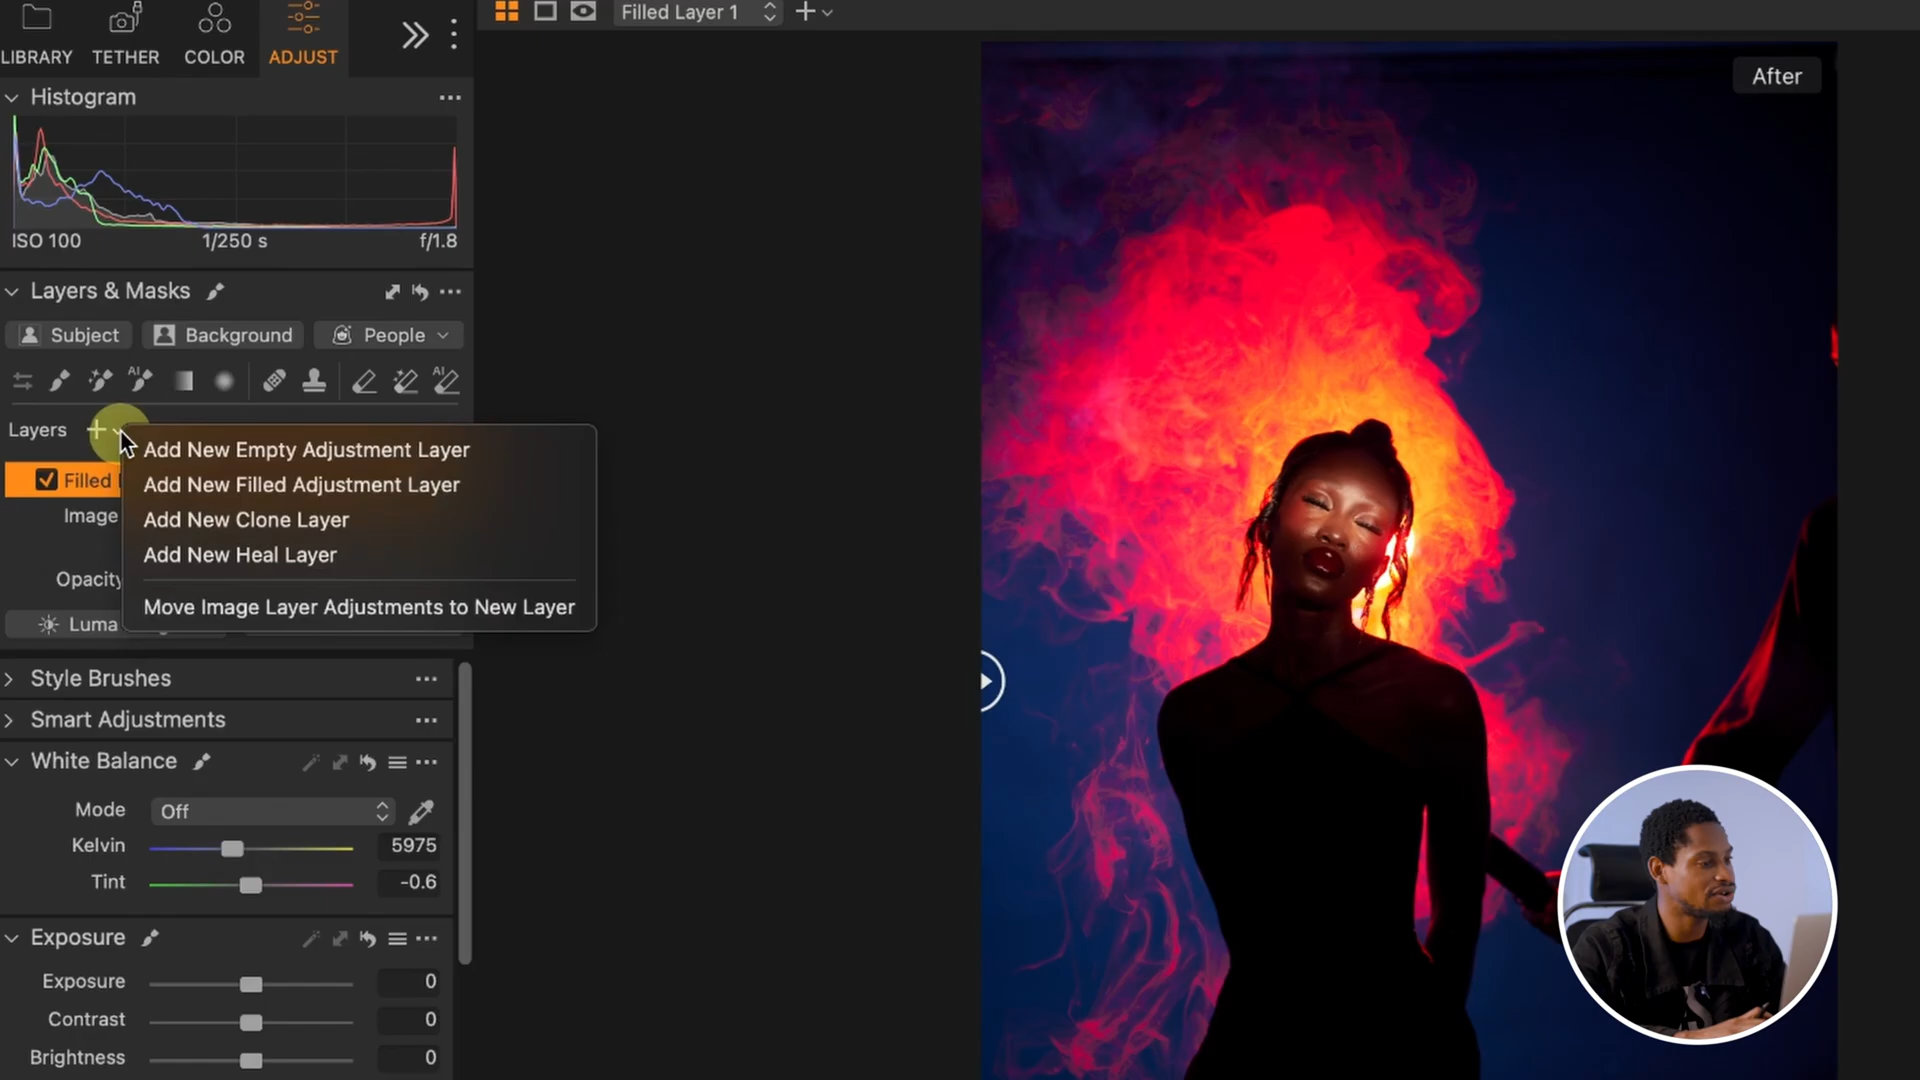 Filled Layer 1
LIBRARY TETHER COLOR ADJUST
After
Histogram
ISO 100 1/250 s f/1.8
Layers & Masks
Subject Background People
AI AI
Layers
Add New Empty Adjustment Layer
Filled
Add New Filled Adjustment Layer
Image
Add New Clone Layer
Add New Heal Layer
Opacity
Move Image Layer Adjustments to New Layer
Luma
Style Brushes
Smart Adjustments
White Balance
Mode Off
Kelvin 5975
Tint -0.6
Exposure
Exposure 0
Contrast 0
Brightness 0